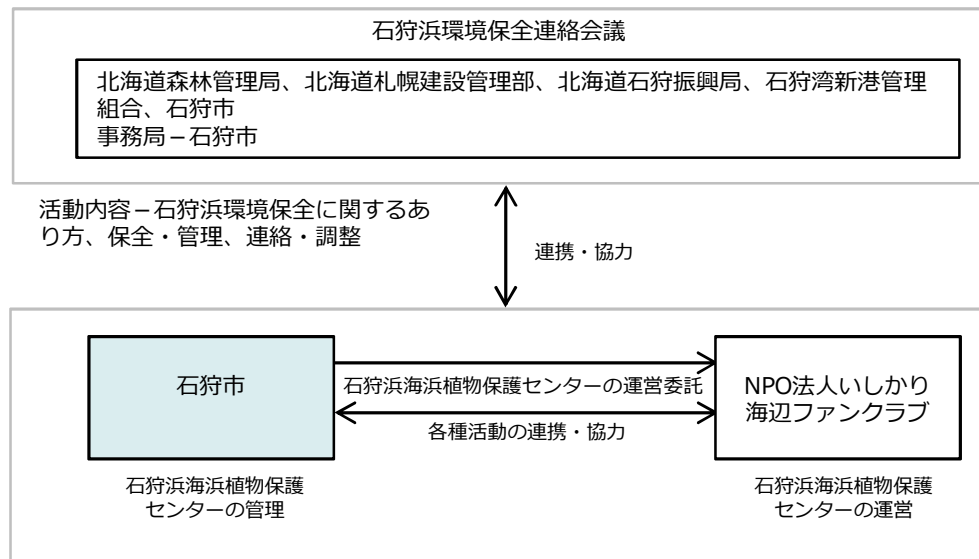 石狩浜環境保全連絡会議
北海道森林管理局、北海道札幌建設管理部、北海道石狩振興局、石狩湾新港管理
組合、石狩市
事務局－石狩市
活動内容－石狩浜環境保全に関するあ
り方、保全・管理、連絡・調整
連携・協力
石狩市
石狩浜海浜植物保護センターの運営委託
各種活動の連携・協力
NPO法人いしかり
海辺ファンクラブ
石狩浜海浜植物保護
センターの管理
石狩浜海浜植物保護
センターの運営